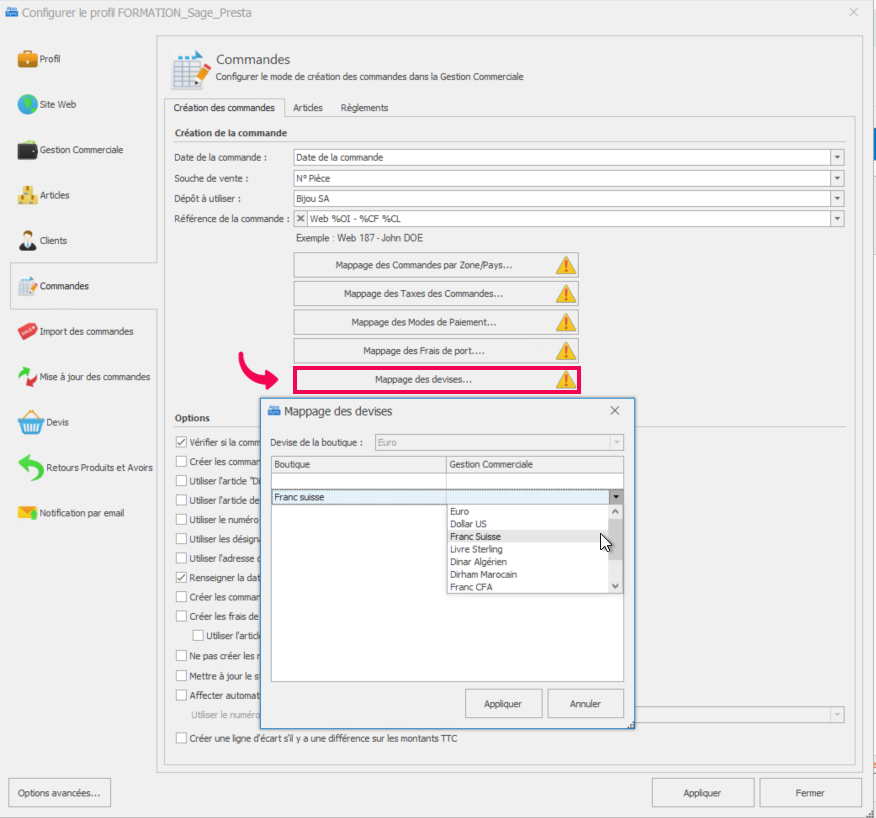 Configurer le profil FORMATION_Sage_Presta
Profil
Site Web
Gestion Commerciale
Articles
Clients
Commandes
Import des commandes
Mise à jour des commandes
Devis
Retours Produits et Avoirs
Notification par email
Commandes
Configurer le mode de création des commandes dans la Gestion Commerciale
Création des commandes Articles Règlements
Création de la commande
Date de la commande : Date de la commande
Souche de vente : N° Pièce
Dépôt à utiliser : Bijou SA
Référence de la commande : Web %OI - %CF %CL
Exemple : Web 187 - John DOE
Mappage des Commandes par Zone/Pays...
Mappage des Taxes des Commandes...
Mappage des Modes de Paiement...
Mappage des Frais de port....
Mappage des devises...
Options
Vérifier si la comm
Créer les comman
Utiliser l'article "Di
Utiliser l'article de
Utiliser le numéro
Utiliser les désigna
Utiliser l'adresse d
Renseigner la dat
Créer les comman
Créer les frais de
Utiliser l'article
Ne pas créer les r
Mettre à jour le s
Affecter automat
Utiliser le numéro
Créer une ligne d'écart s'il y a une différence sur les montants TTC
Mappage des devises
Devise de la boutique : Euro
Boutique Gestion Commerciale
Franc suisse
Euro
Dollar US
Franc Suisse
Livre Sterling
Dinar Algérien
Dirham Marocain
Franc CFA
Appliquer Annuler
Options avancées... Appliquer Fermer